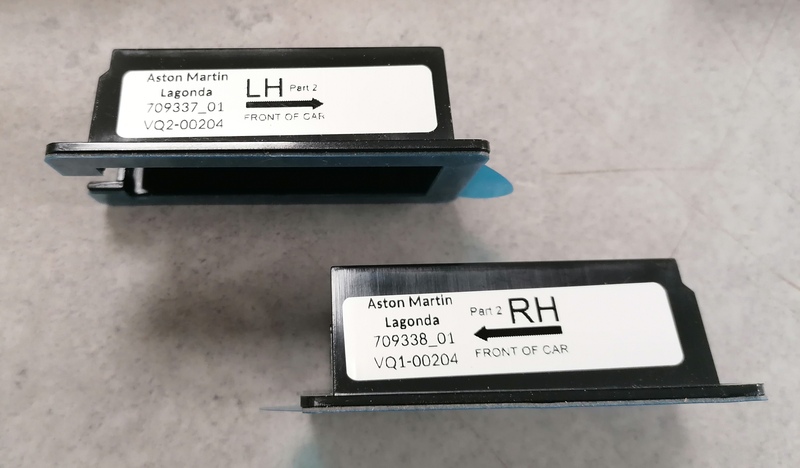 Aston Martin
Lagonda
709337_01
VQ2-00204
LH Part 2
FRONT OF CAR
Aston Martin
Lagonda
709338_01
VQ1-00204
Part 2 RH
FRONT OF CAR